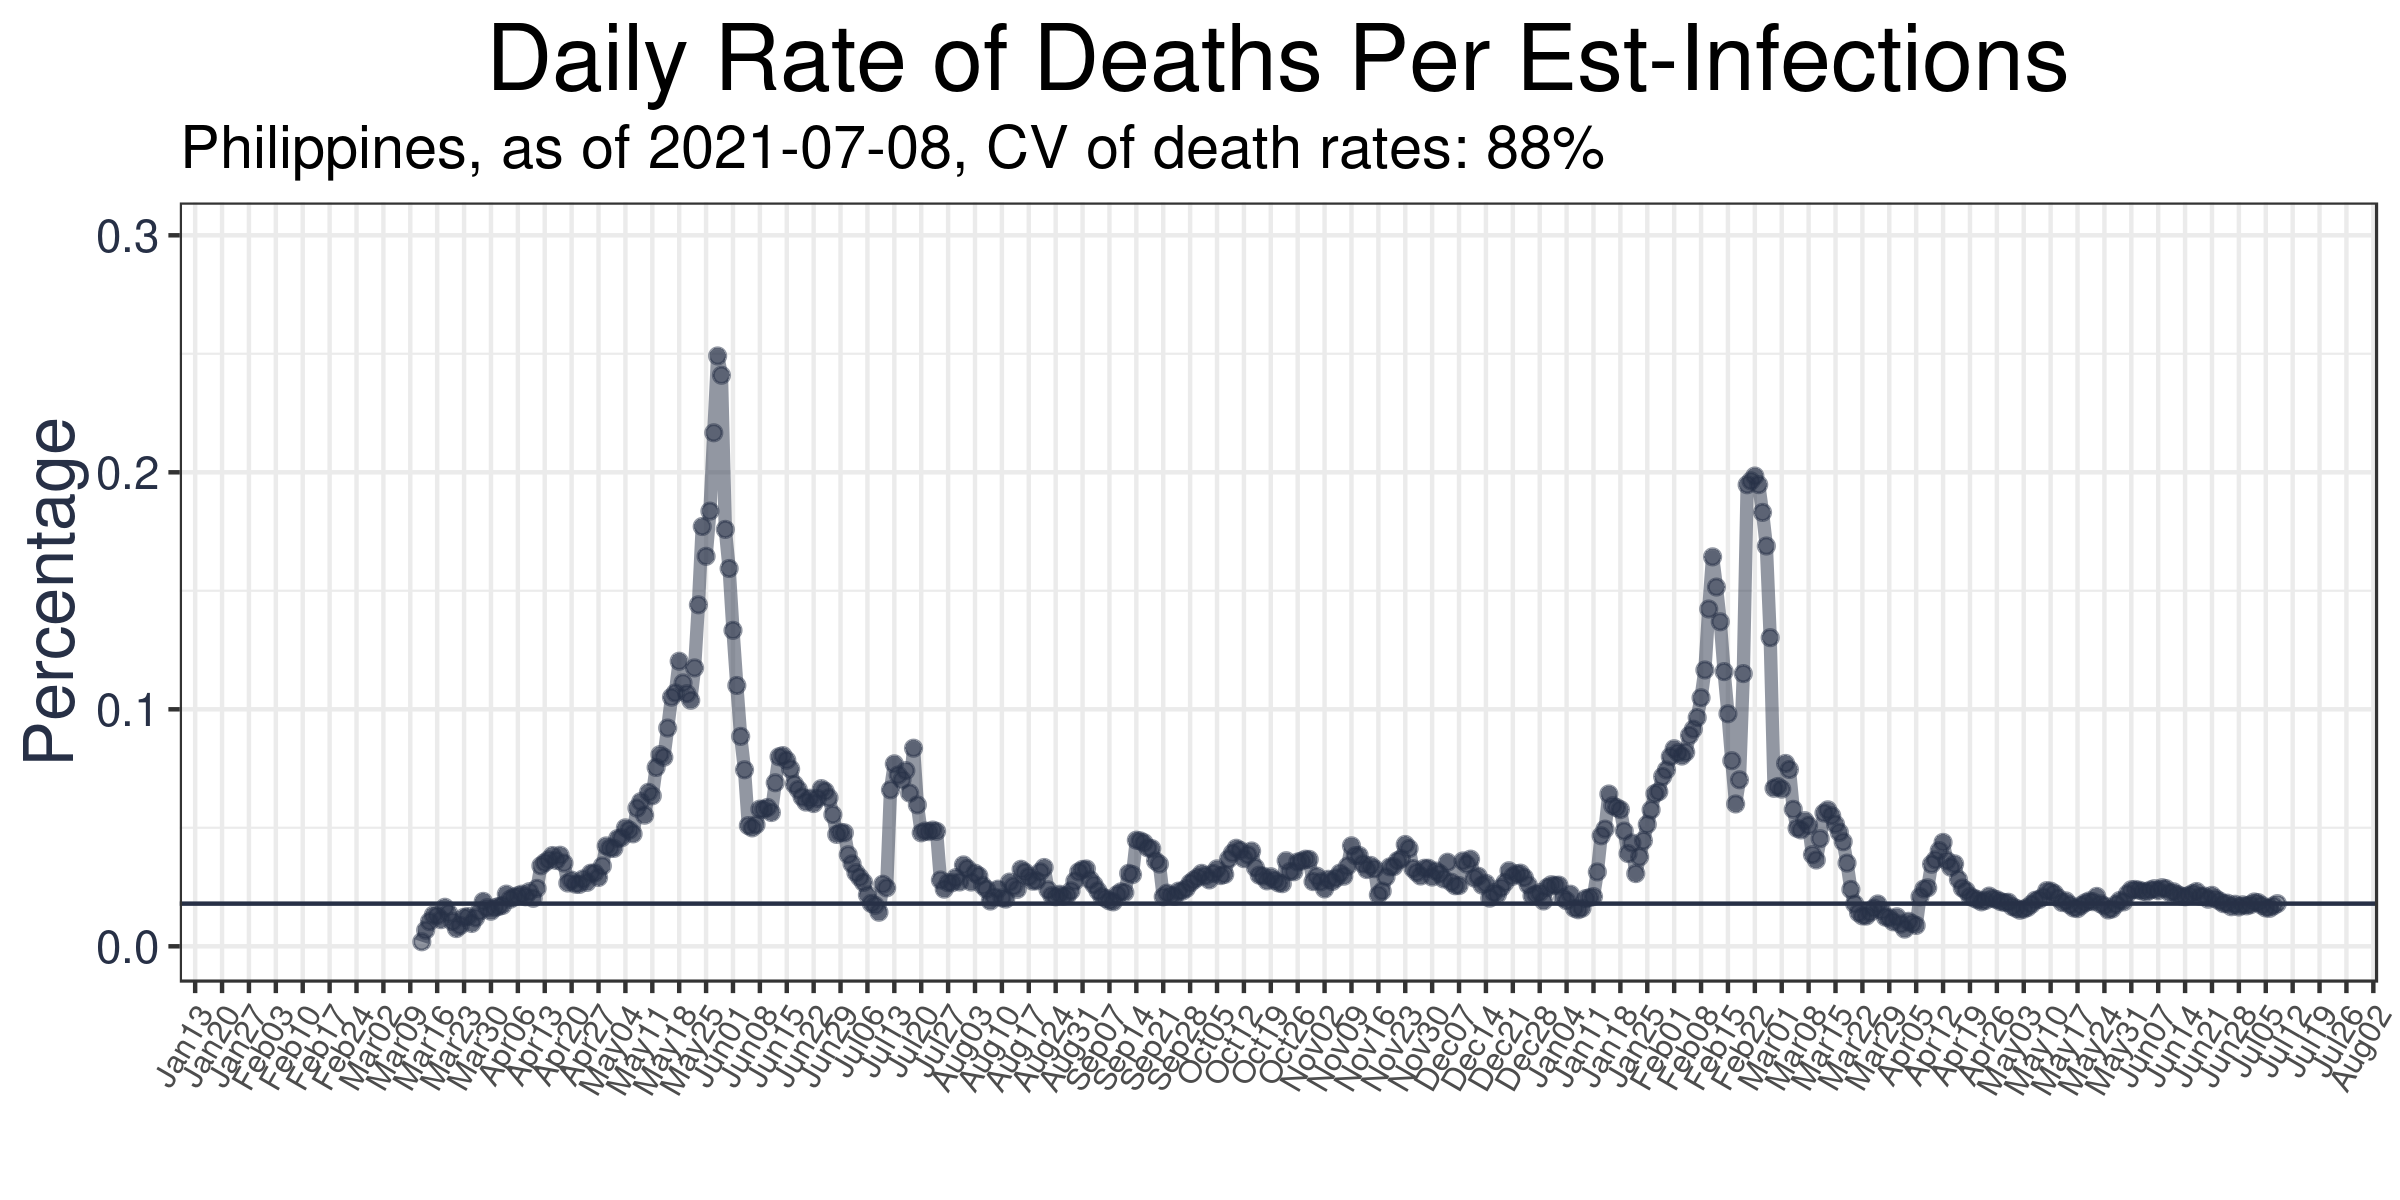 Daily Rate of Deaths Per Est-Infections
Philippines, as of 2021-07-08, CV of death rates: 88%
Percentage
0.3
0.2
0.1
0.0
Jan13
Jan20
Jan27
Feb03
Feb10
Feb17
Feb24
Mar02
Mar09
Mar16
Mar23
Mar30
Apr06
Apr13
Apr20
Apr27
May04
May11
May18
May25
Jun01
Jun08
Jun15
Jun22
Jun29
Jul06
Jul13
Jul20
Jul27
Aug03
Aug10
Aug17
Aug24
Aug31
Sep07
Sep14
Sep21
Sep28
Oct05
Oct12
Oct19
Oct26
Nov02
Nov09
Nov16
Nov23
Nov30
Dec07
Dec14
Dec21
Dec28
Jan04
Jan11
Jan18
Jan25
Feb01
Feb08
Feb15
Feb22
Mar01
Mar08
Mar15
Mar22
Mar29
Apr05
Apr12
Apr19
Apr26
May03
May10
May17
May24
May31
Jun07
Jun14
Jun21
Jun28
Jul05
Jul12
Jul19
Jul26
Aug02